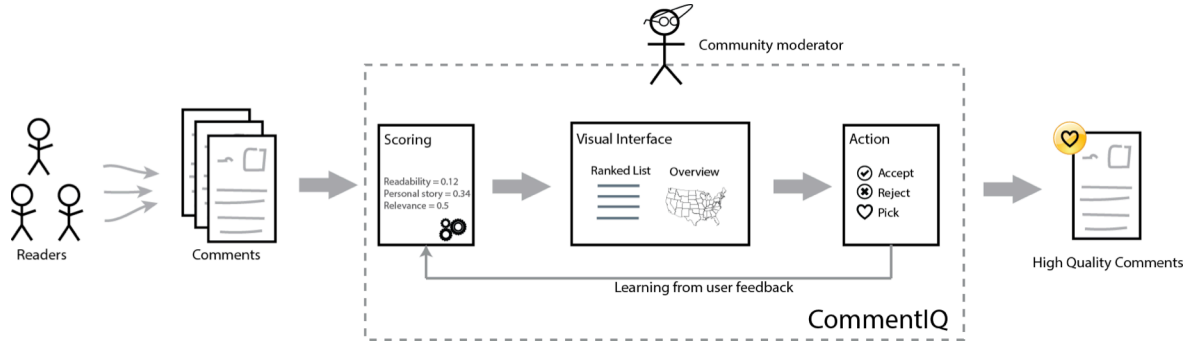 Community moderator
Readers
Comments
Scoring
Readability = 0.12
Personal story = 0.34
Relevance = 0.5
Visual Interface
Ranked List
Overview
Action
Accept
Reject
Pick
Learning from user feedback
CommentIQ
High Quality Comments